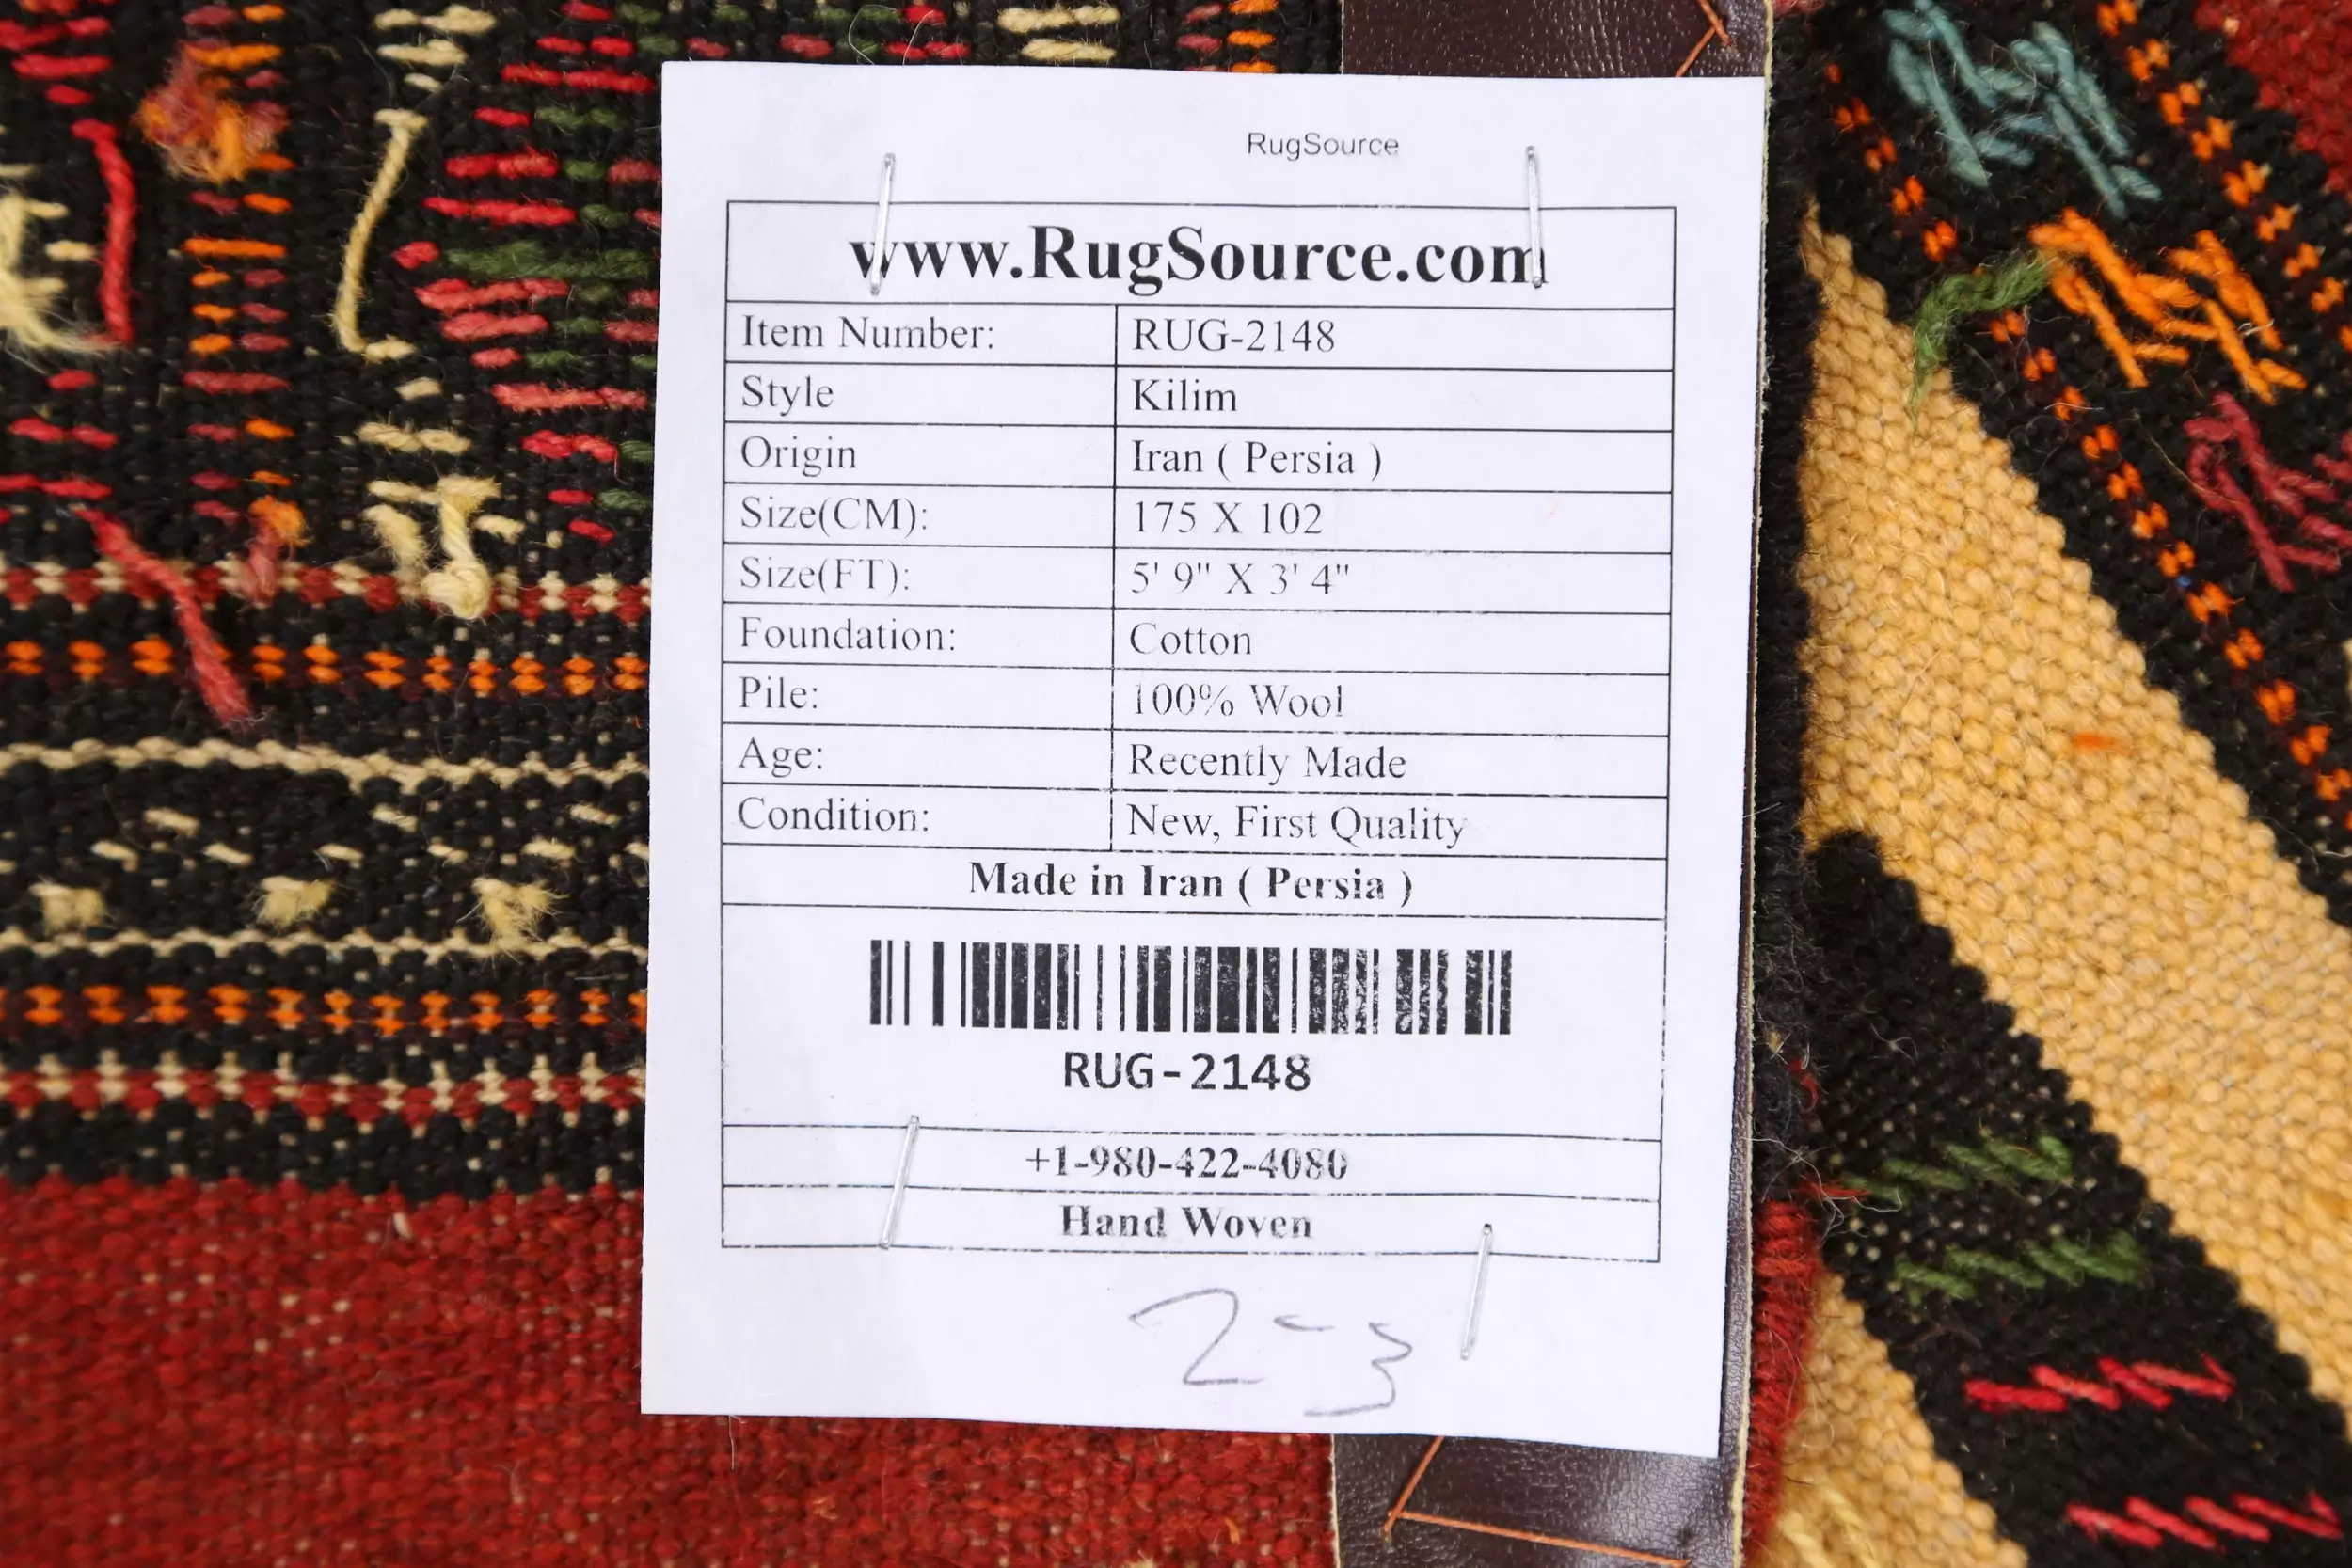 RugSource
www.RugSource.com
Item Number: RUG-2148
Style Kilim
Origin Iran ( Persia )
Size(CM): 175 X 102
Size(FT): 5' 9" X 3' 4"
Foundation: Cotton
Pile: 100% Wool
Age: Recently Made
Condition: New, First Quality
Made in Iran ( Persia )
RUG-2148
+1-980-422-4080
Hand Woven
2-3